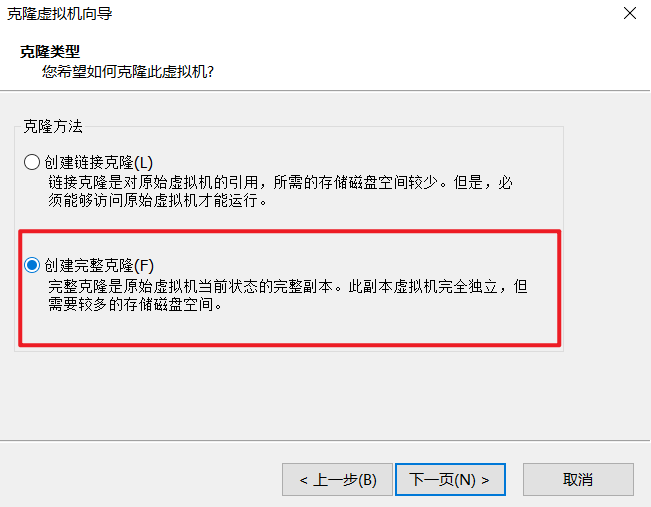 克隆虚拟机向导
克隆类型
您希望如何克隆此虚拟机?
克隆方法
创建链接克隆(L)
链接克隆是对原始虚拟机的引用，所需的存储磁盘空间较少。但是，必
须能够访问原始虚拟机才能运行。
创建完整克隆(F)
完整克隆是原始虚拟机当前状态的完整副本。此副本虚拟机完全独立，但
需要较多的存储磁盘空间。
< 上一步(B)
下一页(N) >
取消